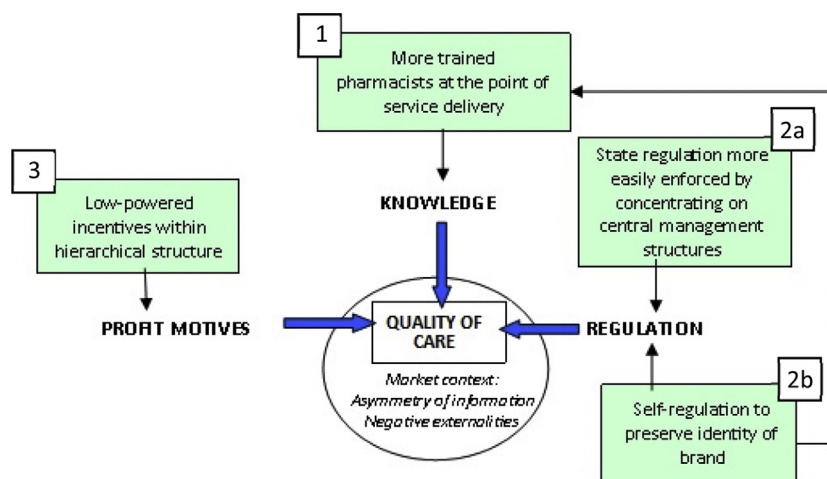 1
More trained
pharmacists at the point of
service delivery
2a
State regulation more
easily enforced by
concentrating on
central management
structures
3
Low-powered
incentives within
hierarchical structure
KNOWLEDGE
PROFIT MOTIVES
QUALITY OF
CARE
REGULATION
Market context:
Asymmetry of information
Negative externalities
2b
Self-regulation to
preserve identity of
brand